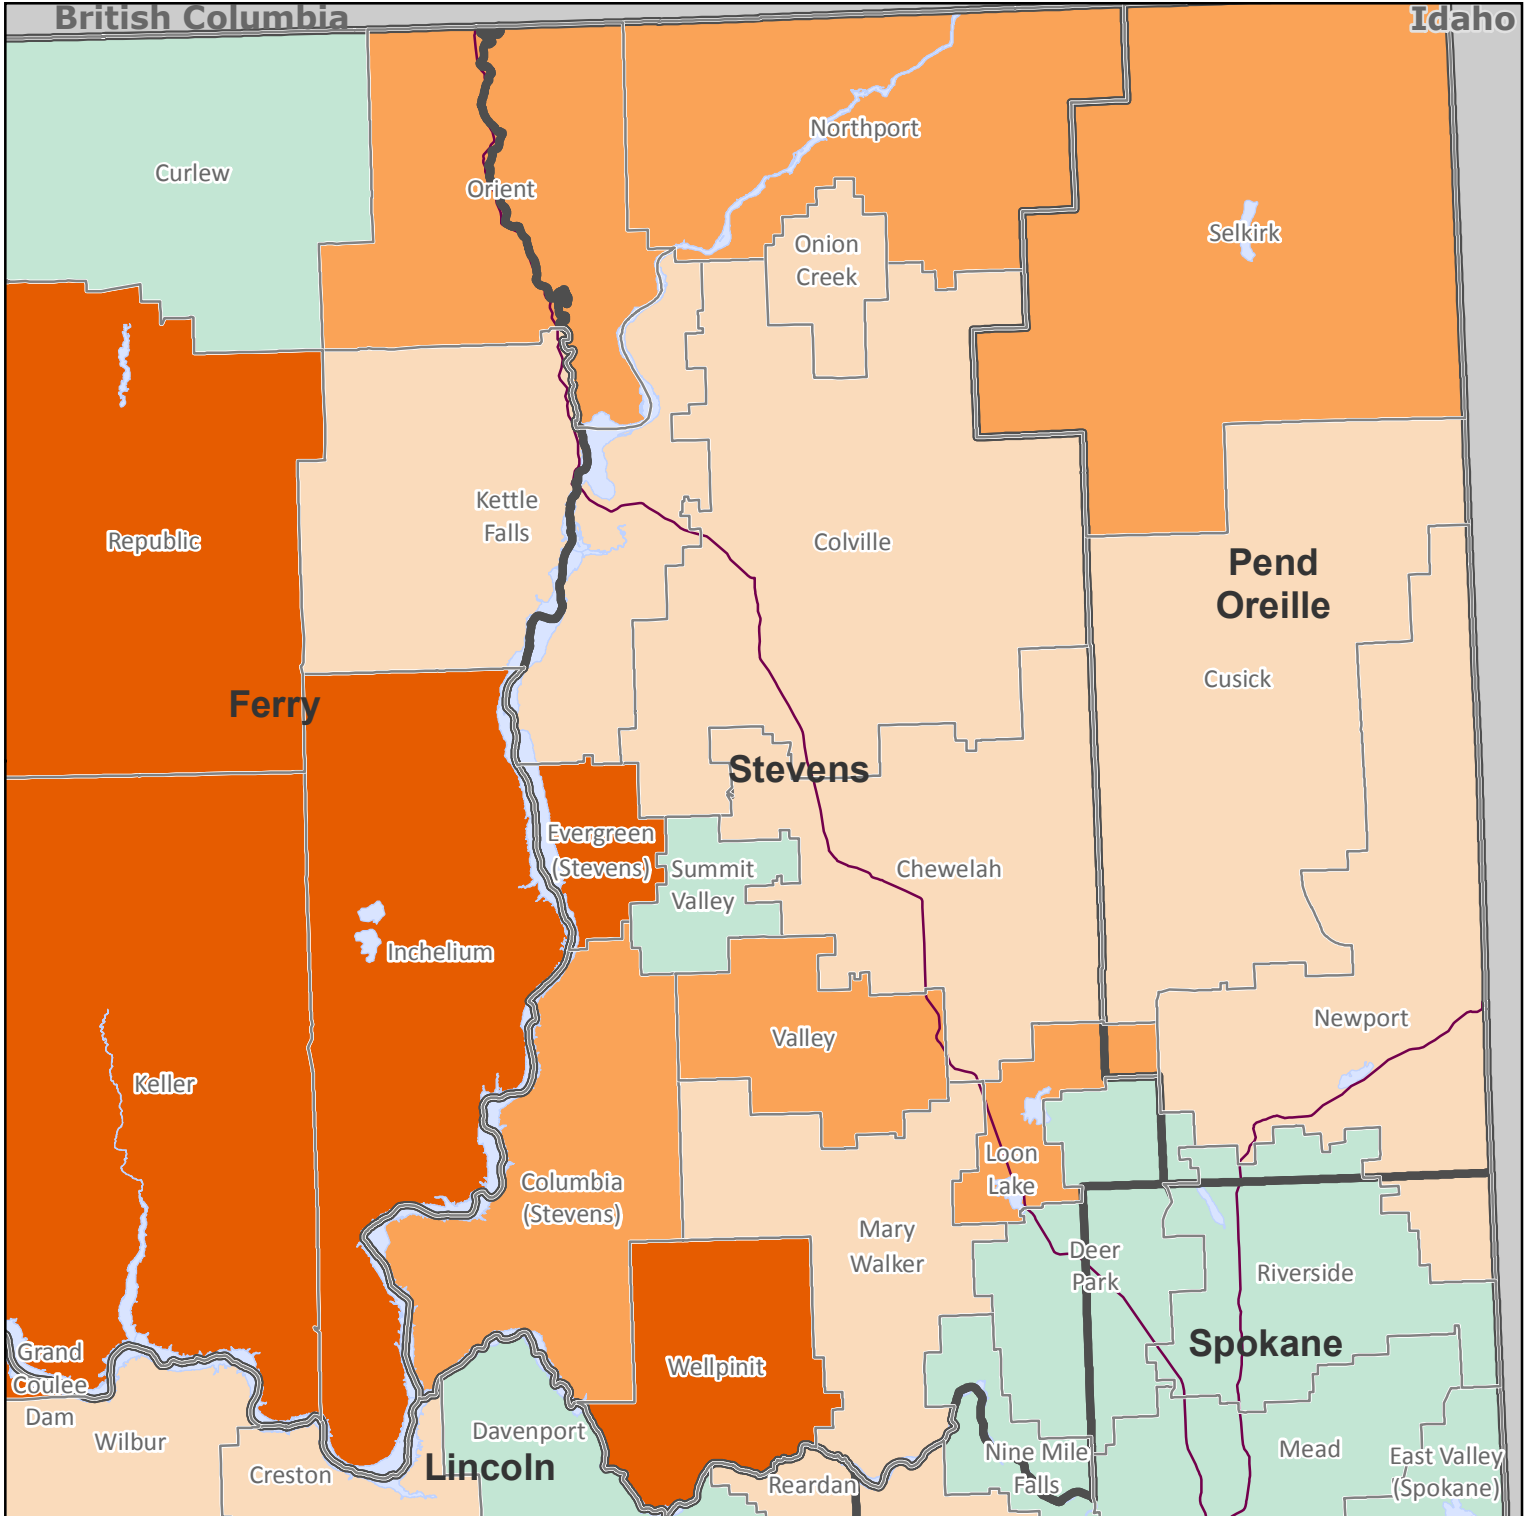 British Columbia
Idaho
Northport
Curlew
Orient
Selkirk
Onion
Creek
Kettle
Falls
Republic
Colville
Pend
Oreille
Cusick
Ferry
Stevens
Evergreen
(Stevens)
Summit
Valley
Chewelah
Inchelium
Newport
Valley
Keller
Loon
Lake
Columbia
(Stevens)
Mary
Walker
Deer
Park
Riverside
Spokane
Grand
Coulee
Dam
Wellpinit
Wilbur
Davenport
Creston
Lincoln
Reardan
Nine Mile
Falls
Mead
East Valley
(Spokane)